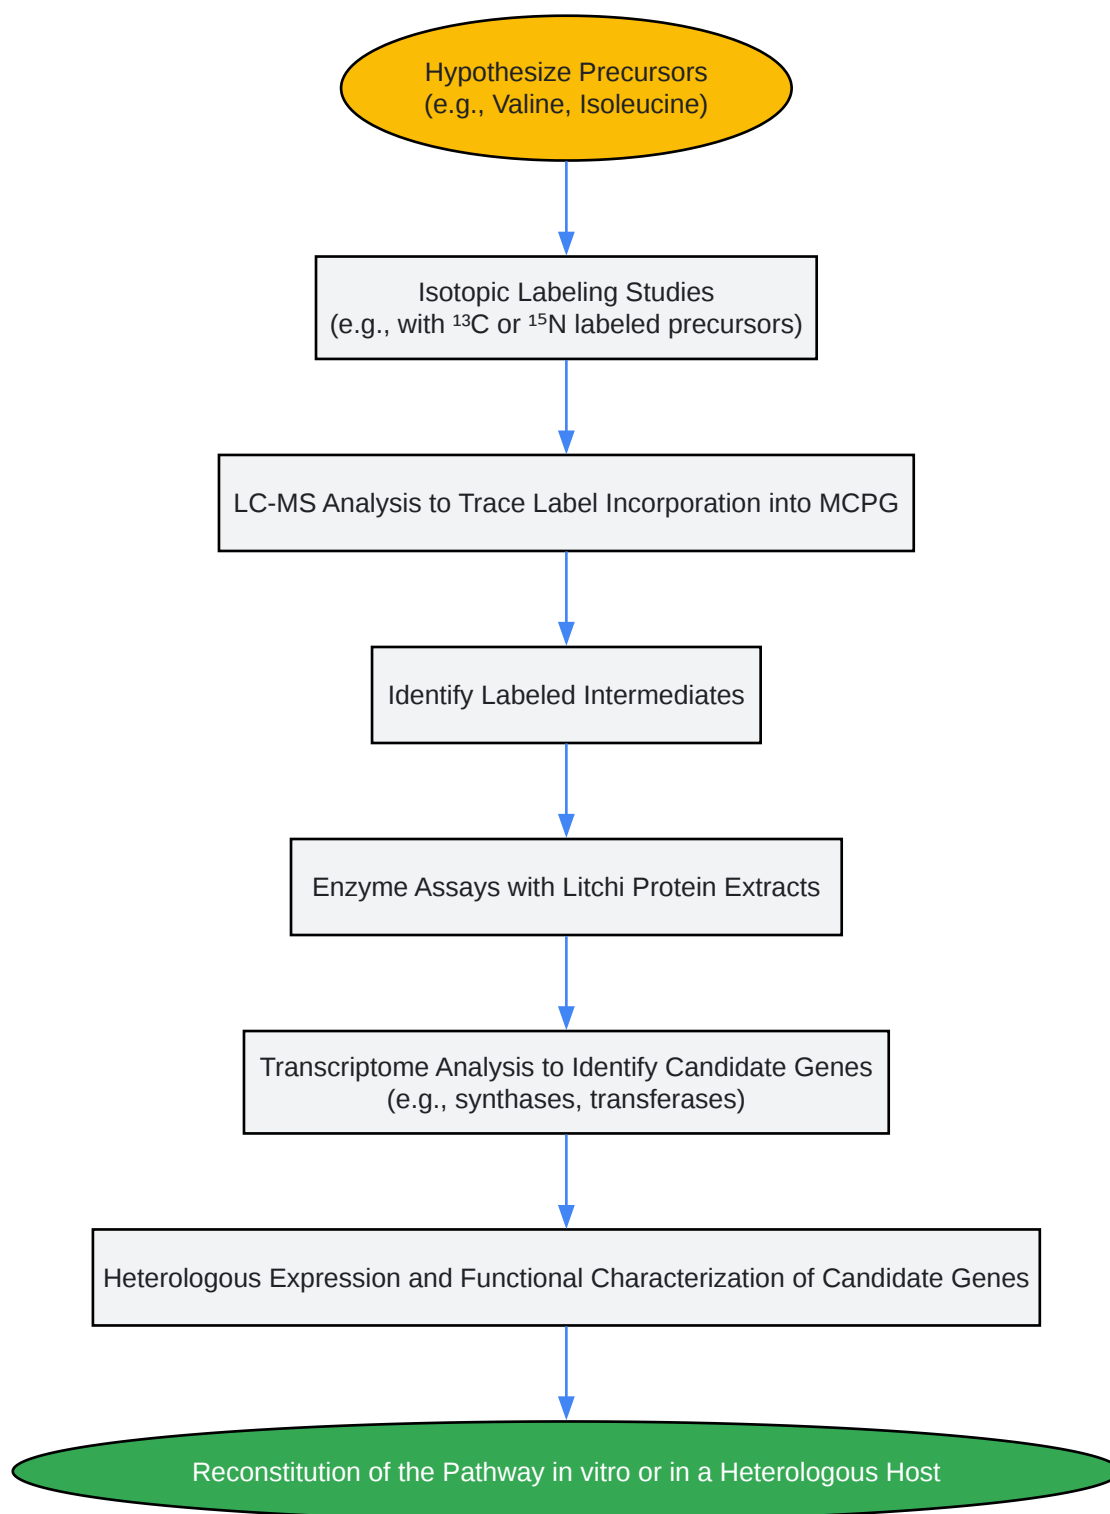 Hypothesize Precursors
(e.g., Valine, Isoleucine)
Isotopic Labeling Studies
(e.g., with ¹³C or ¹⁵N labeled precursors)
LC-MS Analysis to Trace Label Incorporation into MCPG
Identify Labeled Intermediates
Enzyme Assays with Litchi Protein Extracts
Transcriptome Analysis to Identify Candidate Genes
(e.g., synthases, transferases)
Heterologous Expression and Functional Characterization of Candidate Genes
Reconstitution of the Pathway in vitro or in a Heterologous Host